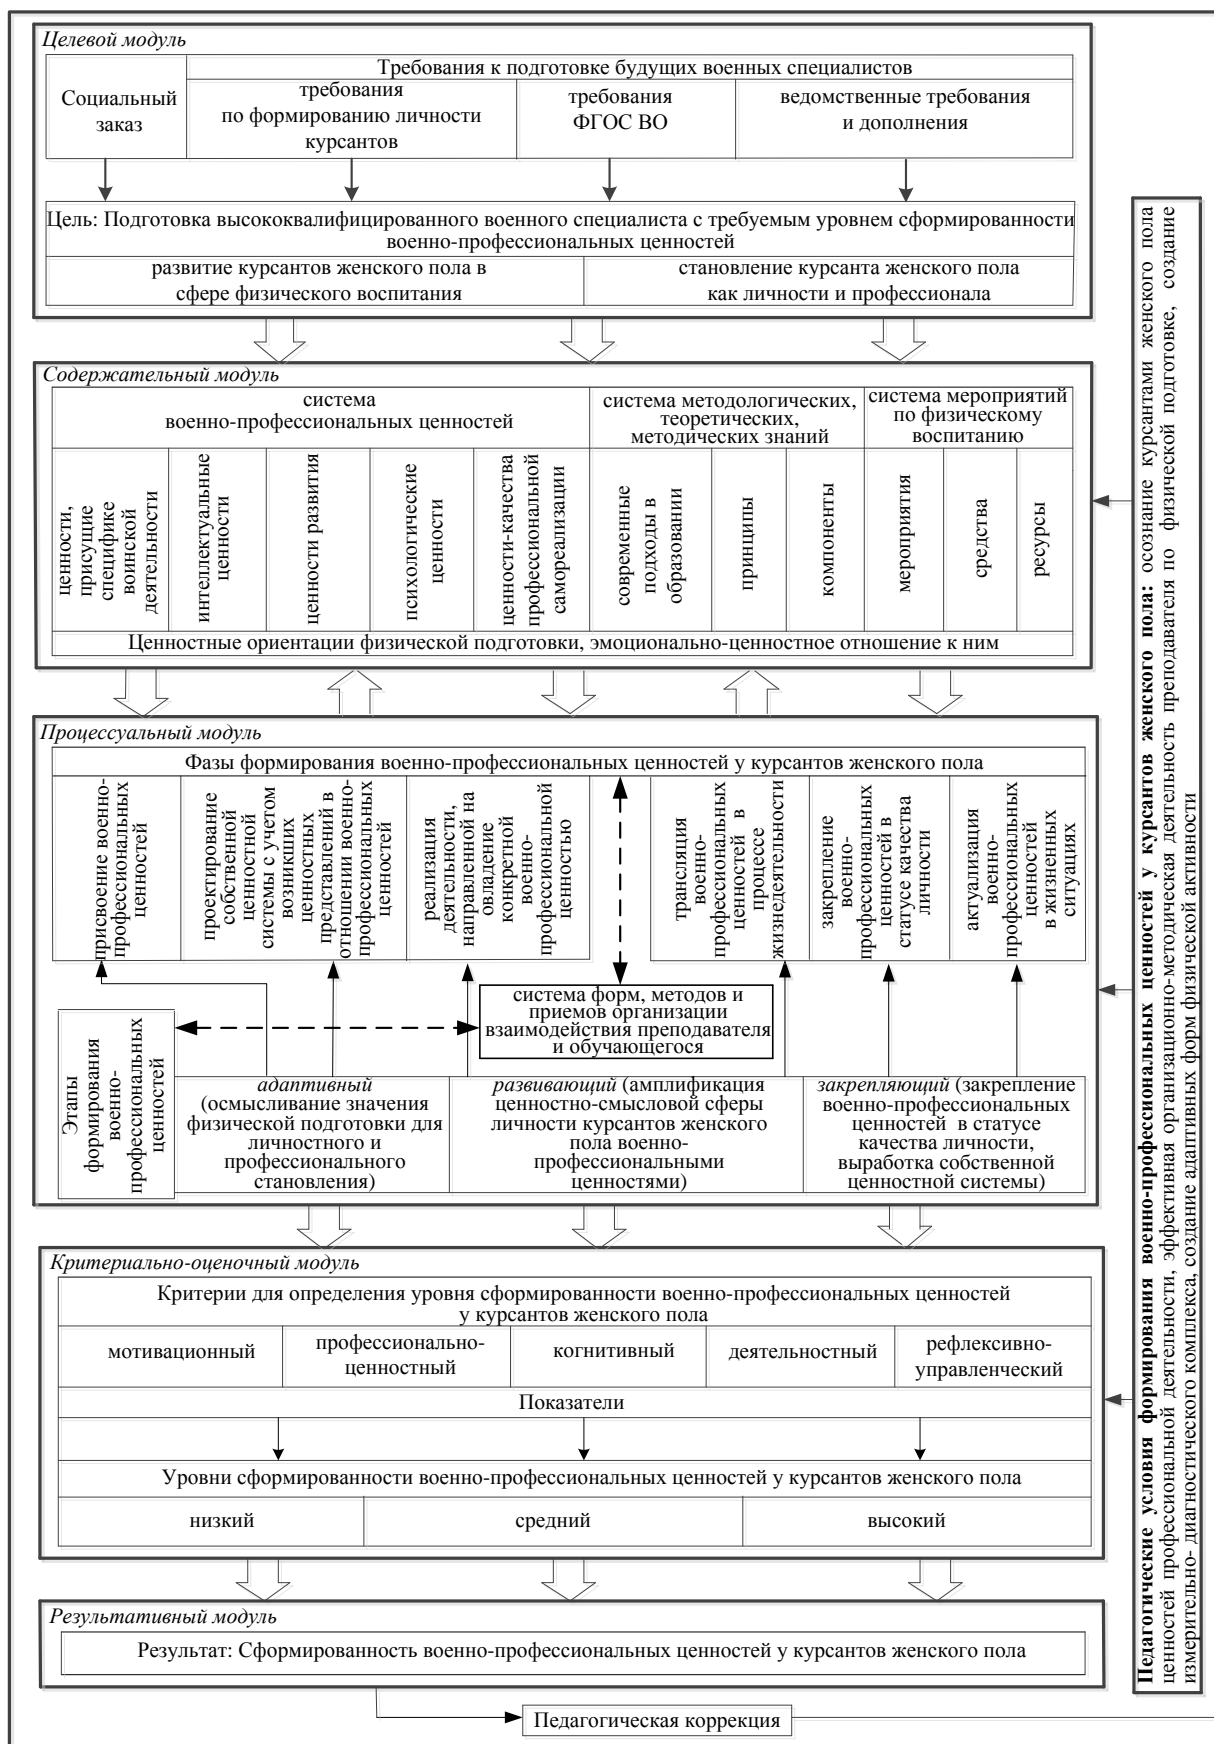 Целевой модуль
Социальный
заказ
Требования к подготовке будущих военных специалистов
требования
по формированию личности
курсантов
требования
ФГОС ВО
ведомственные требования
и дополнения
Цель: Подготовка высококвалифицированного военного специалиста с требуемым уровнем сформированности
военно-профессиональных ценностей
развитие курсантов женского пола в
сфере физического воспитания
становление курсанта женского пола
как личности и профессионала
Содержательный модуль
система
военно-профессиональных ценностей
система методологических,
теоретических,
методических знаний
система мероприятий
по физическому
воспитанию
ценности,
присущие
специфике
воинской
деятельности
интеллектуальные
ценности
ценности развития
психологические
ценности
ценности-качества
профессиональной
самореализации
современные
подходы в
образовании
принципы
компоненты
мероприятия
средства
ресурсы
Ценностные ориентации физической подготовки, эмоционально-ценностное отношение к ним
Процессуальный модуль
Фазы формирования военно-профессиональных ценностей у курсантов женского пола
присвоение военно-
профессиональных
ценностей
проектирование
собственной
ценностной
системы с учетом
возникших
ценностных
представлений в
отношении военно-
профессиональных
ценностей
реализация
деятельности,
направленной на
овладение
конкретной
военно-
профессиональной
ценностью
трансляция
военно-
профессиональных
ценностей в
процессе
жизнедеятельности
закрепление
военно-
профессиональных
ценностей в
статусе качества
личности
актуализация
военно-
профессиональных
ценностей
в жизненных
ситуациях
система форм, методов и
приемов организации
взаимодействия преподавателя
и обучающегося
Этапы
формирования
военно-
профессиональных
ценностей
адаптивный
(осмысливание значения
физической подготовки для
личностного и
профессионального
становления)
развивающий (амплификация
ценностно-смысловой сферы
личности курсантов женского
пола военно-
профессиональными
ценностями)
закрепляющий (закрепление
военно-профессиональных
ценностей в статусе
качества личности,
выработка собственной
ценностной системы)
Критериально-оценочный модуль
Критерии для определения уровня сформированности военно-профессиональных ценностей
у курсантов женского пола
мотивационный
профессионально-
ценностный
когнитивный
деятельностный
рефлексивно-
управленческий
Показатели
Уровни сформированности военно-профессиональных ценностей у курсантов женского пола
низкий
средний
высокий
Результативный модуль
Результат: Сформированность военно-профессиональных ценностей у курсантов женского пола
Педагогическая коррекция
Педагогические условия формирования военно-профессиональных ценностей у курсантов женского пола: осознание курсантами женского пола
ценностей профессиональной деятельности, эффективная организационно-методическая деятельность преподавателя по физической подготовке, создание
измерительно- диагностического комплекса, создание адаптивных форм физической активности